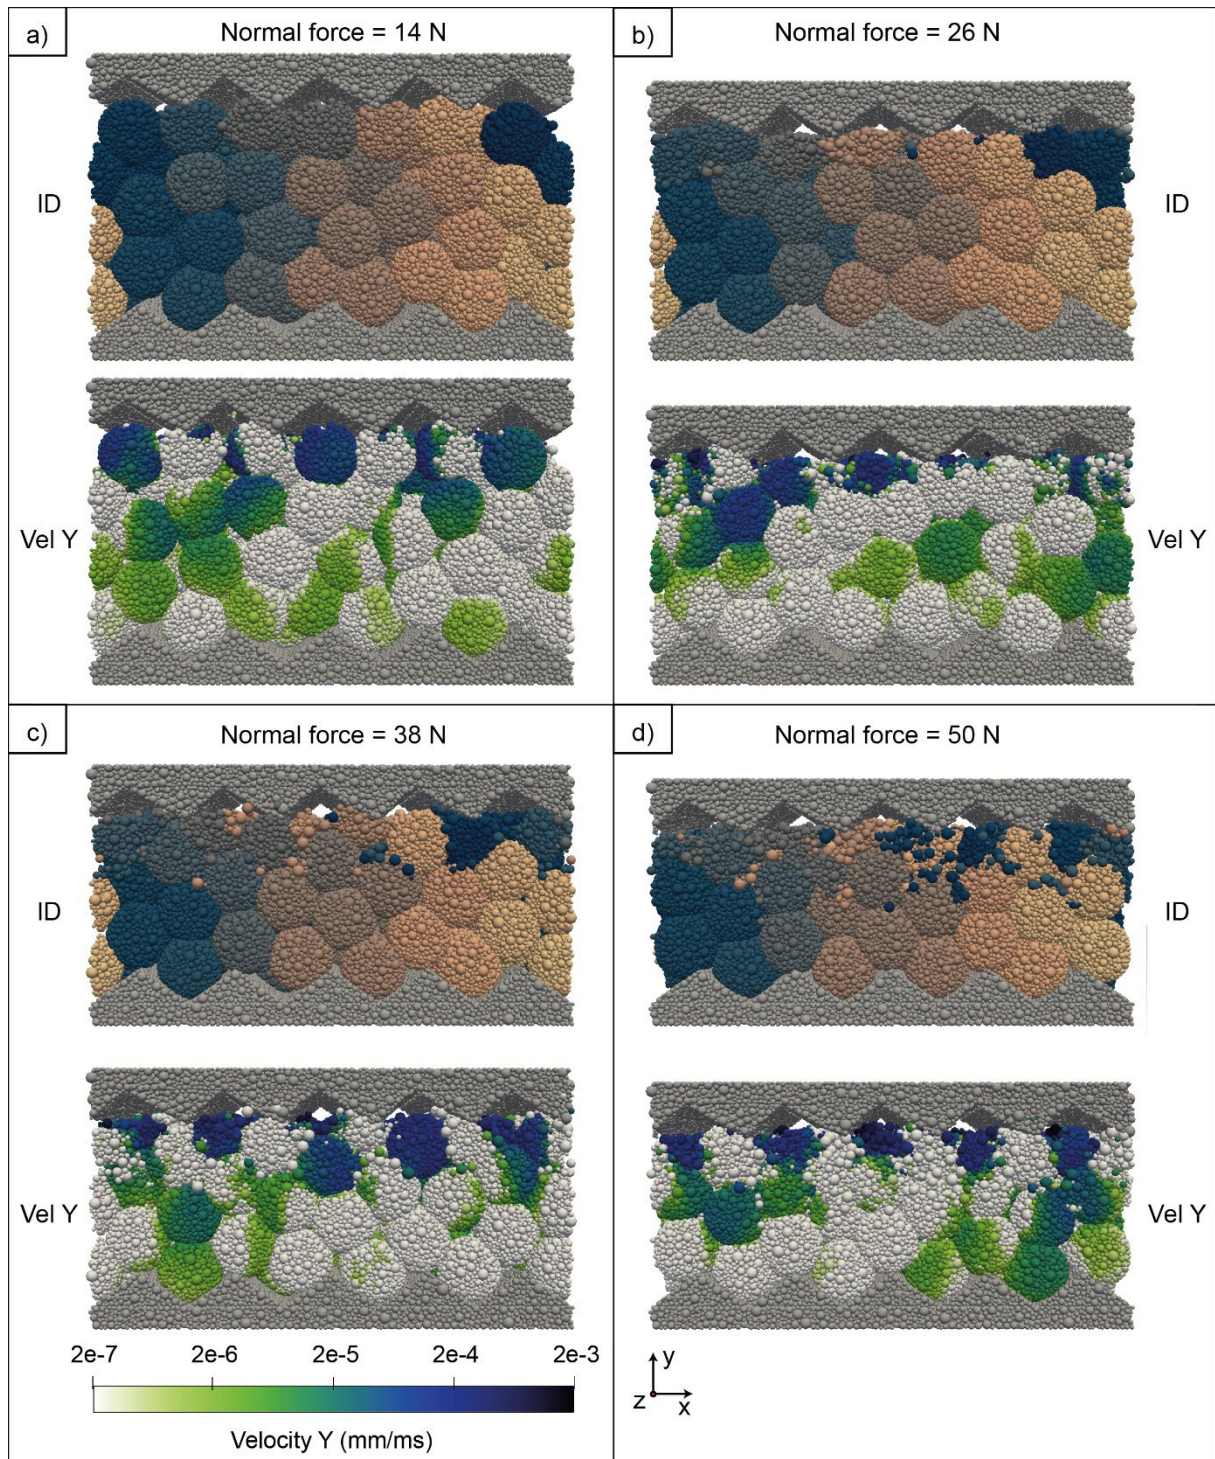 a)
Normal force = 14 N
b)
Normal force = 26 N
ID
ID
Vel Y
Vel Y
c)
Normal force = 38 N
d)
Normal force = 50 N
ID
ID
Vel Y
Vel Y
2e-7 2e-6 2e-5 2e-4 2e-3
Velocity Y (mm/ms)
y
z
x